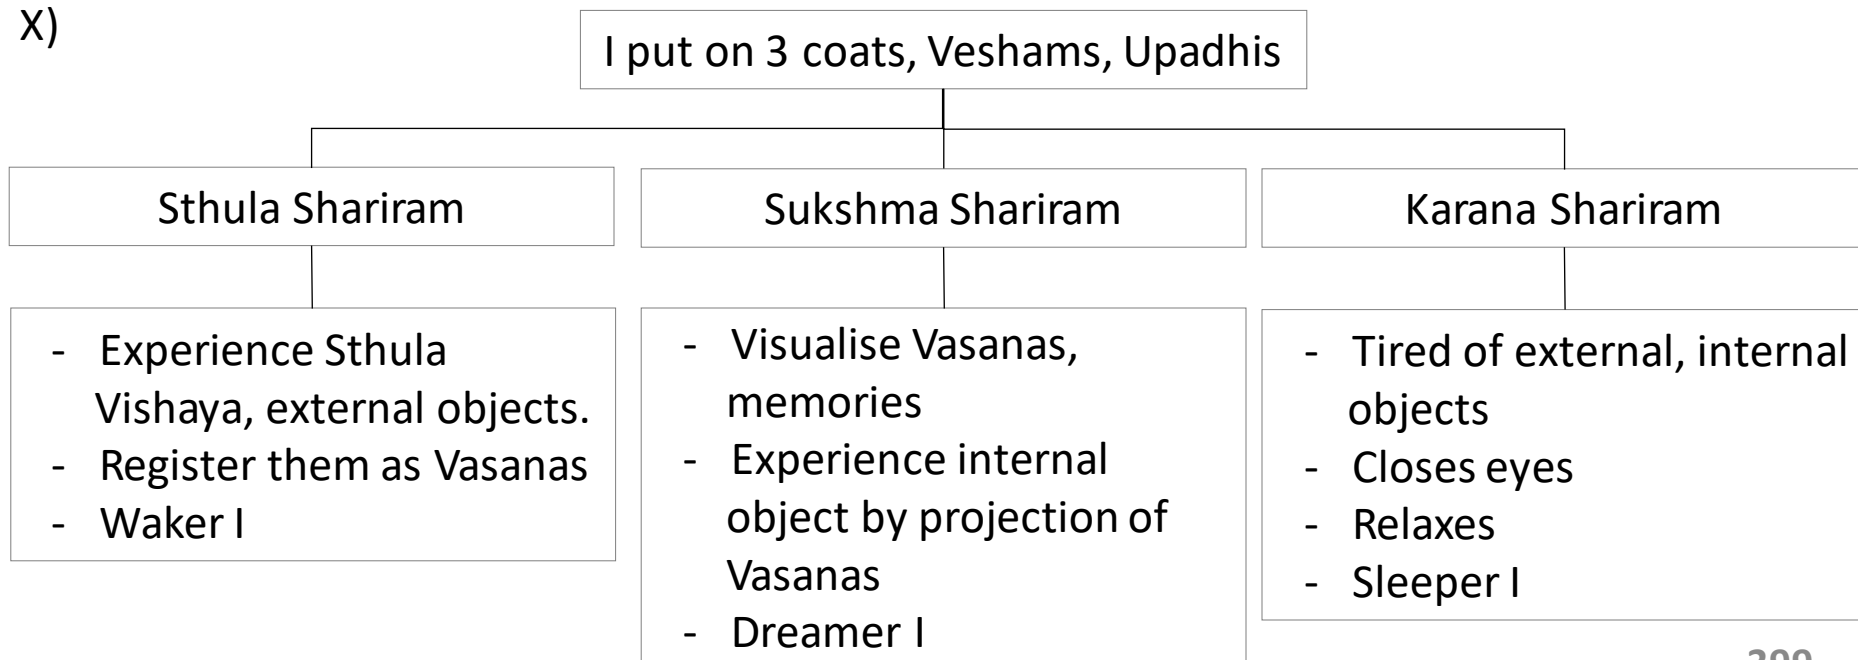 X)
I put on 3 coats, Veshams, Upadhis
Sthula Shariram
Sukshma Shariram
Karana Shariram
- Experience Sthula
Vishaya, external objects.
- Register them as Vasanas
- Waker I
- Visualise Vasanas,
memories
- Experience internal
object by projection of
Vasanas
- Dreamer I
- Tired of external, internal
objects
- Closes eyes
- Relaxes
- Sleeper I